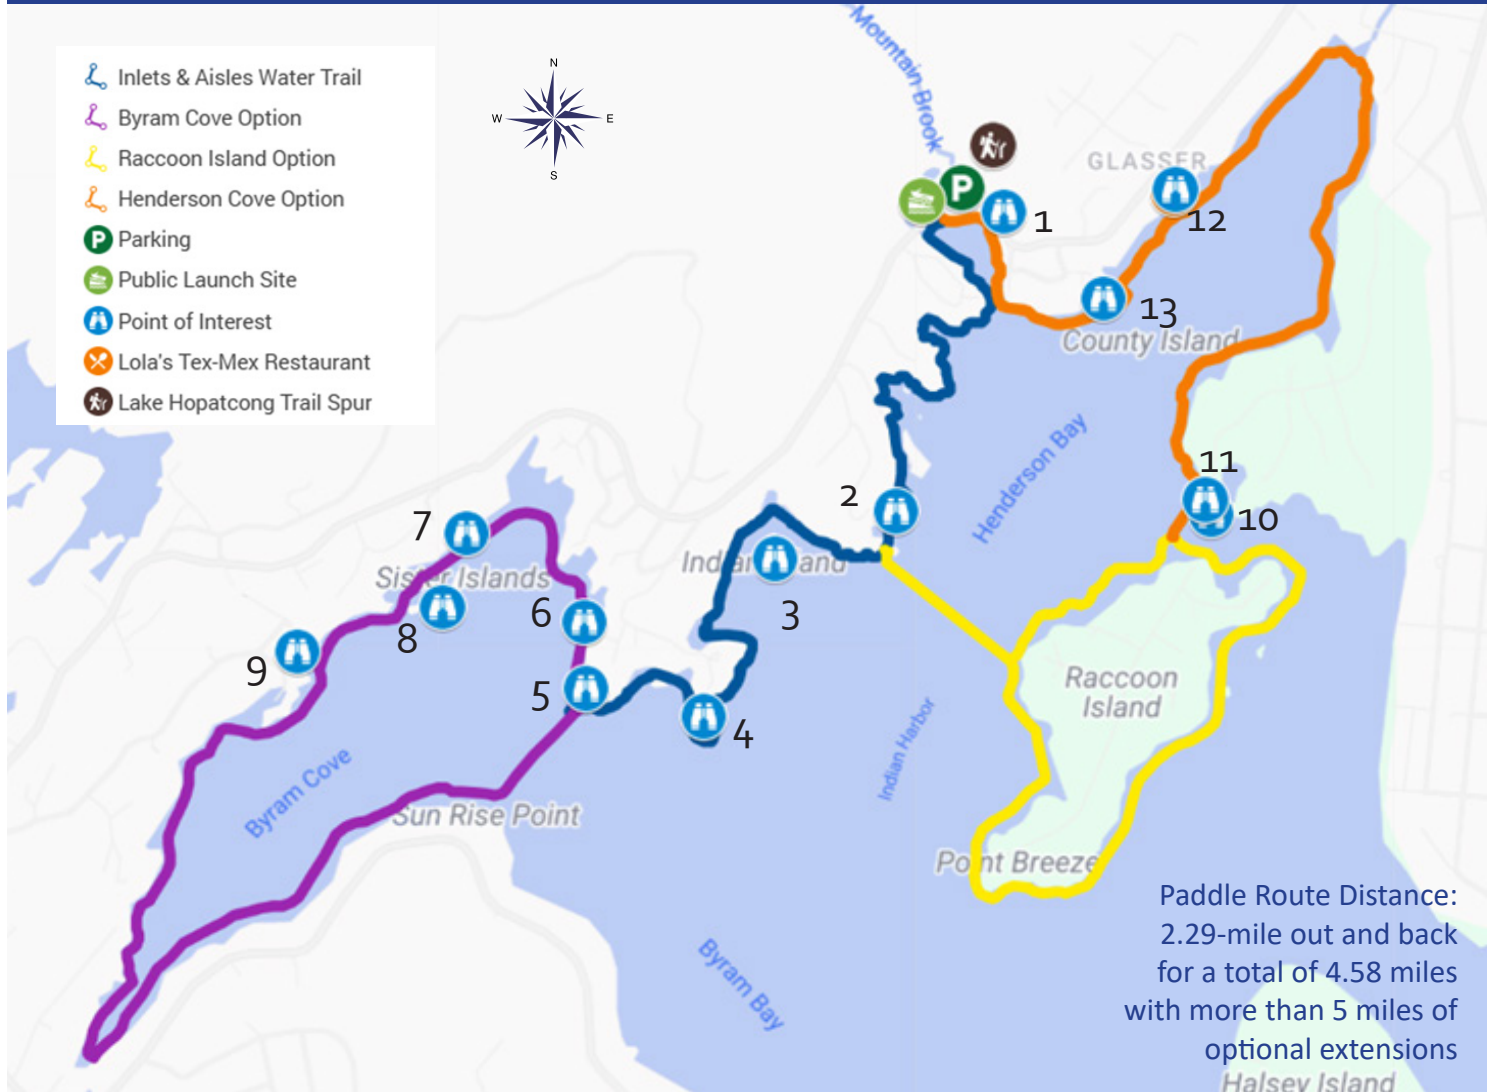 Inlets & Aisles Water Trail
Byram Cove Option
Raccoon Island Option
Henderson Cove Option
Parking
Public Launch Site
Point of Interest
Lola's Tex-Mex Restaurant
Lake Hopatcong Trail Spur
N
W
E
S
Mountain Brook
P
P
GLASSER
1
12
13
County Island
Henderson Bay
2
11
10
7
Sister Islands
8
6
9
5
3
4
Raccoon
Island
Indian Harbor
Byram Cove
Sun Rise Point
Point Breeze
Byram Bay
Paddle Route Distance:
2.29-mile out and back
for a total of 4.58 miles
with more than 5 miles of
optional extensions
Halsey Island